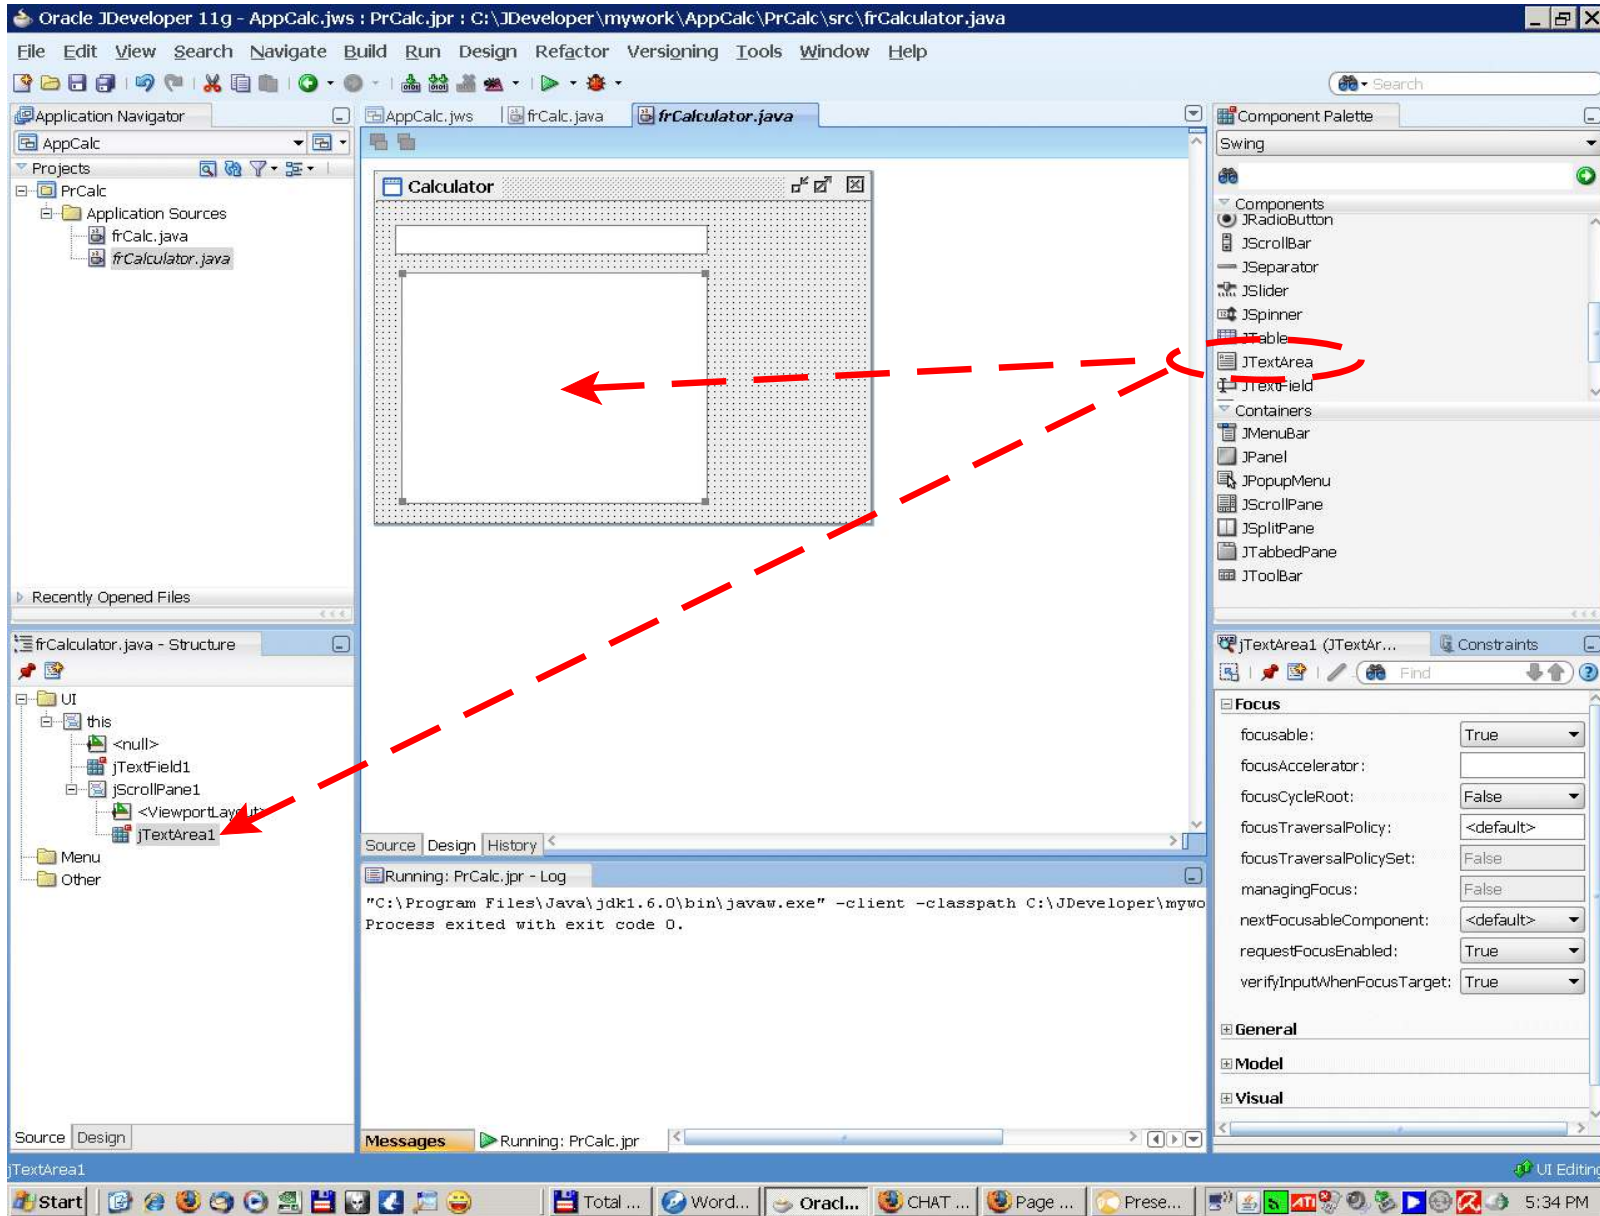 Oracle JDeveloper 11g - AppCalc.jws : PrCalc.jpr : C:\JDeveloper\mywork\AppCalc\PrCalc\src\frCalculator.java
File Edit View Search Navigate Build Run Design Refactor Versioning Tools Window Help
Search
Application Navigator
AppCalc
Projects
PrCalc
Application Sources
frCalc.java
frCalculator.java
Recently Opened Files
AppCalc.jws frCalc.java frCalculator.java
Calculator
Source Design History
Component Palette
Swing
Components
JRadioButton
JScrollBar
JSeparator
JSlider
JSpinner
JTable
JTextArea
JTextField
Containers
JMenuBar
JPanel
JPopupMenu
JScrollPane
JSplitPane
JTabbedPane
JToolBar
frCalculator.java - Structure
UI
this
<null>
jTextField1
jScrollPane1
<ViewportLayout>
jTextArea1
Menu
Other
Source Design
Running: PrCalc.jpr - Log
"C:\Program Files\Java\jdk1.6.0\bin\javaw.exe" -client -classpath C:\JDeveloper\mywo
Process exited with exit code 0.
Messages Running: PrCalc.jpr
jTextArea1 (JTextAr... Constraints
Find
Focus
focusable: True
focusAccelerator:
focusCycleRoot: False
focusTraversalPolicy: <default>
focusTraversalPolicySet: False
managingFocus: False
nextFocusableComponent: <default>
requestFocusEnabled: True
verifyInputWhenFocusTarget: True
General
Model
Visual
jTextArea1
UI Editing
Start Total ... Word... Oracl... CHAT ... Page ... Prese... ATI 5:34 PM